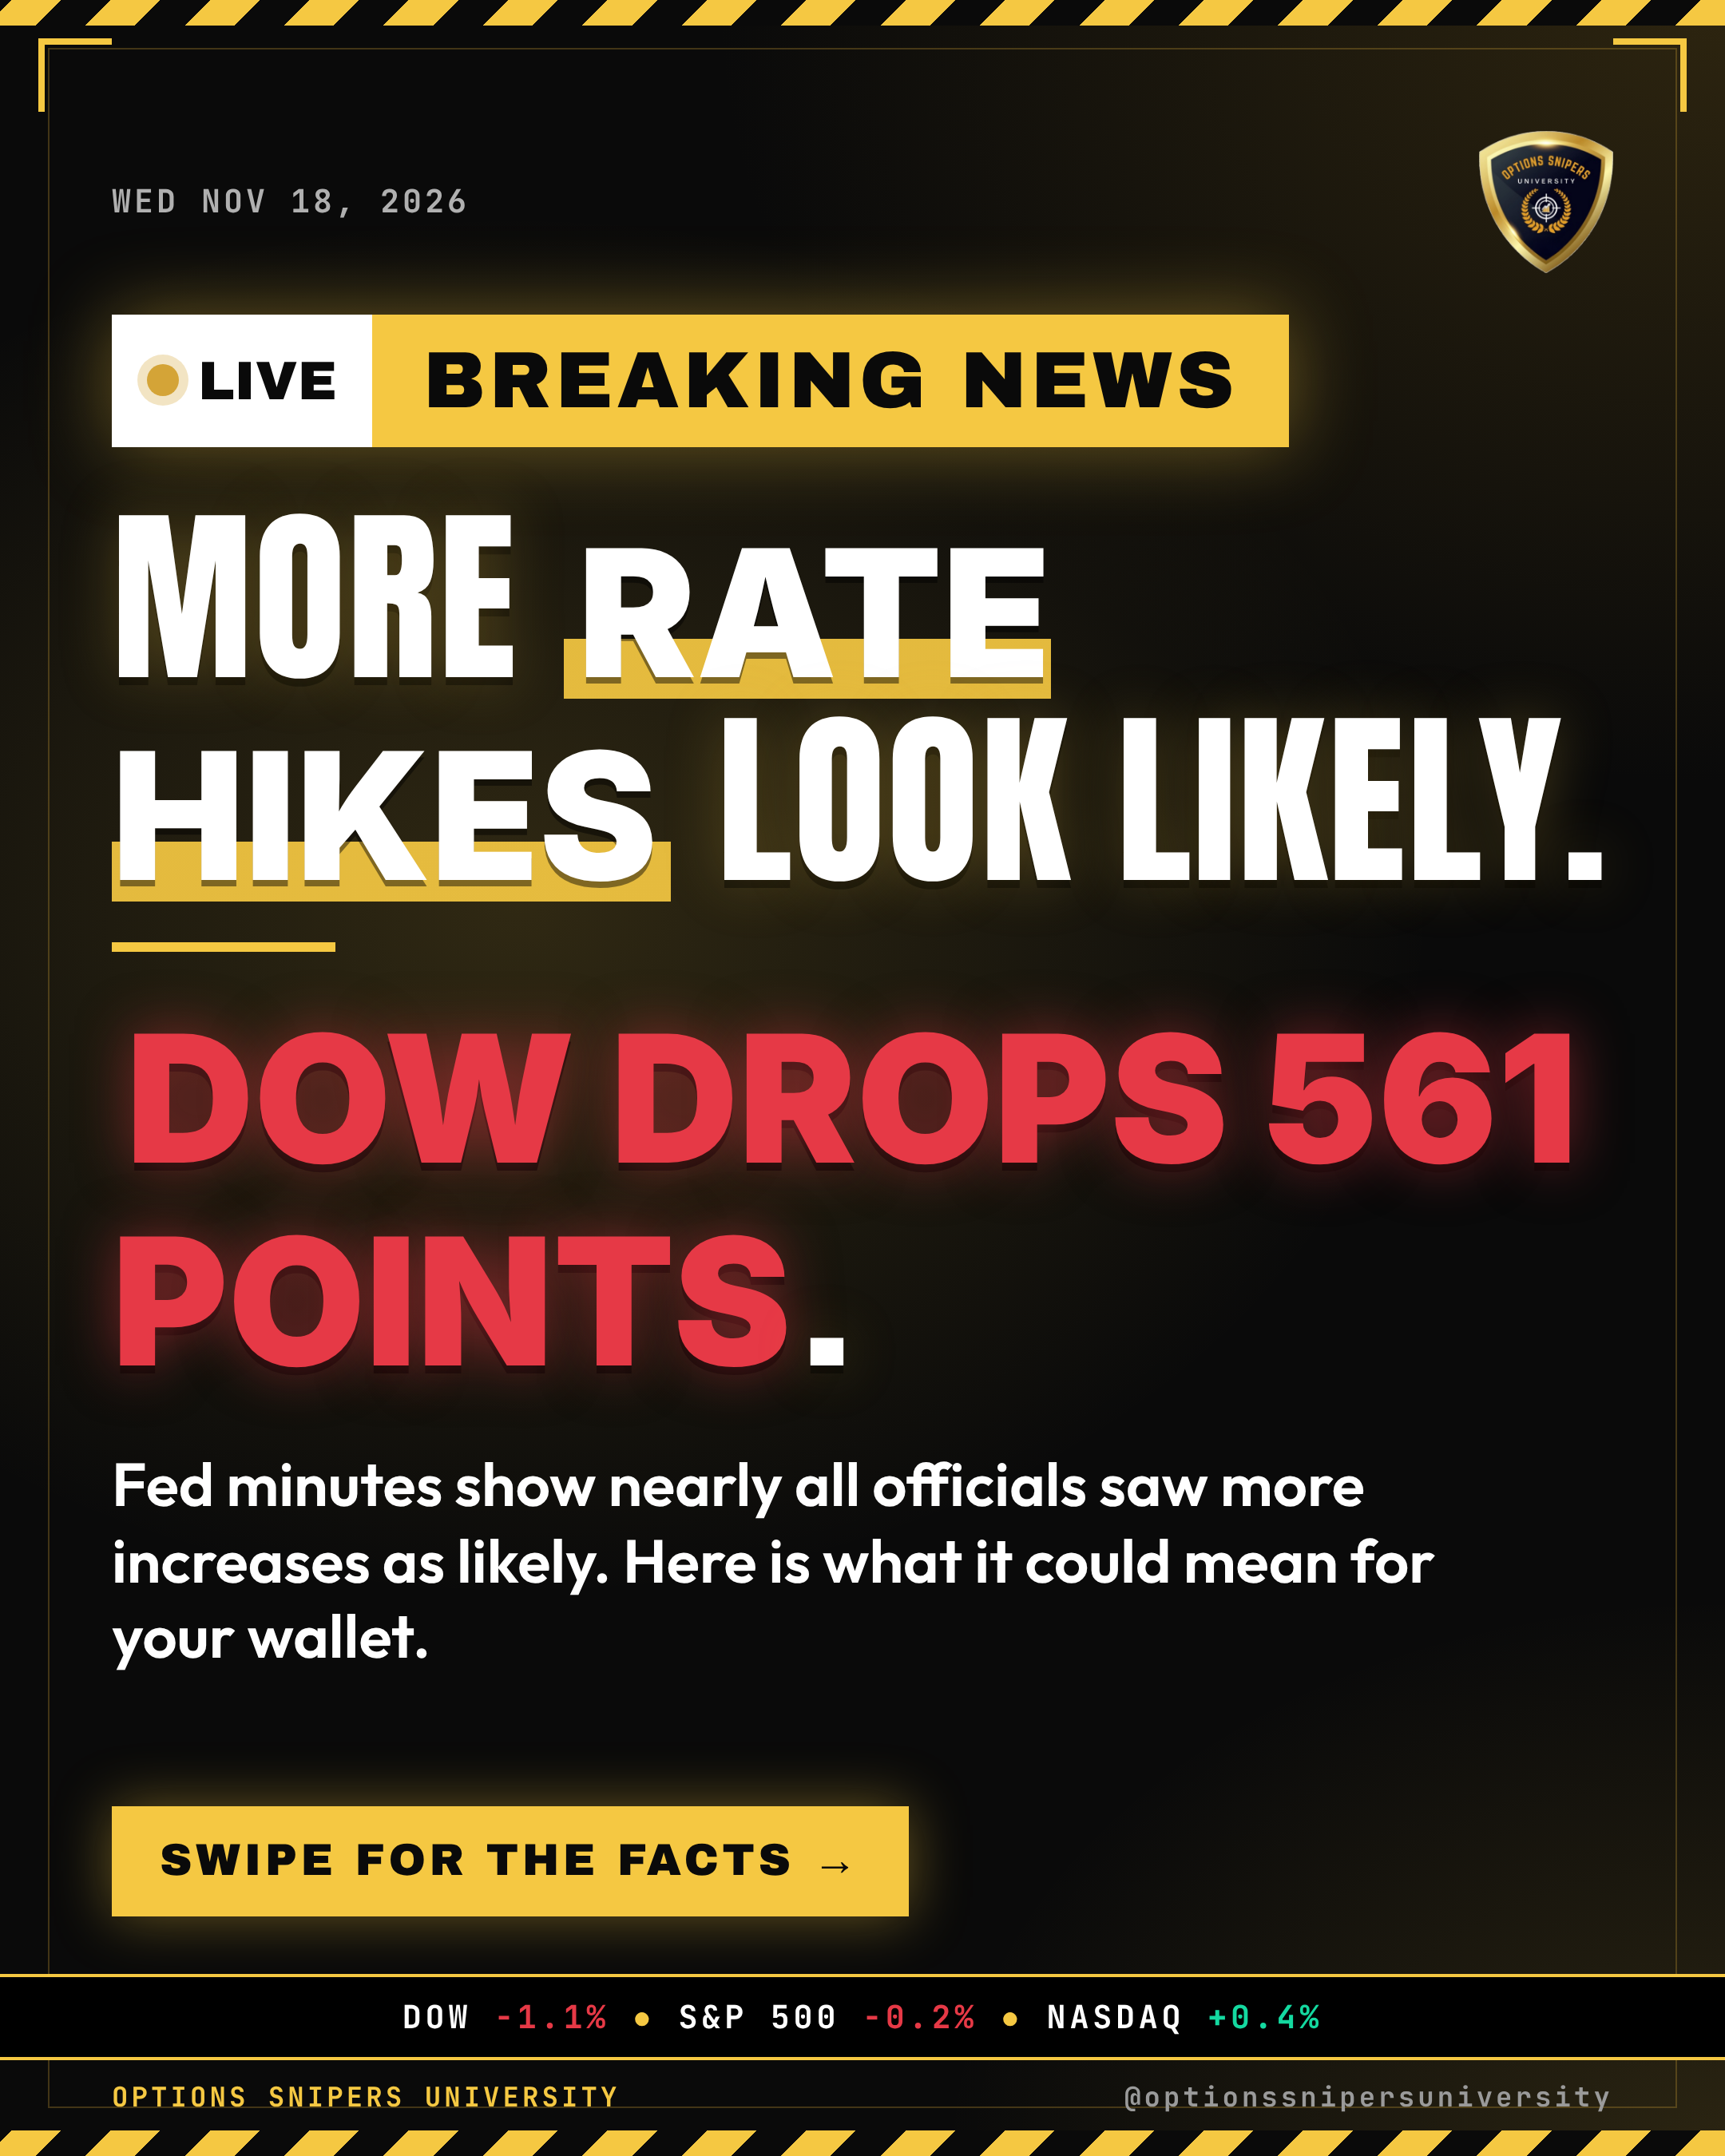 WED NOV 18, 2026
OPTIONS SNIPERS
UNIVERSITY
LIVE BREAKING NEWS
MORE RATE
HIKES LOOK LIKELY.
DOW DROPS 561
POINTS.
Fed minutes show nearly all officials saw more
increases as likely. Here is what it could mean for
your wallet.
SWIPE FOR THE FACTS →
DOW -1.1% ● S&P 500 -0.2% ● NASDAQ +0.4%
OPTIONS SNIPERS UNIVERSITY @optionssnipersuniversity